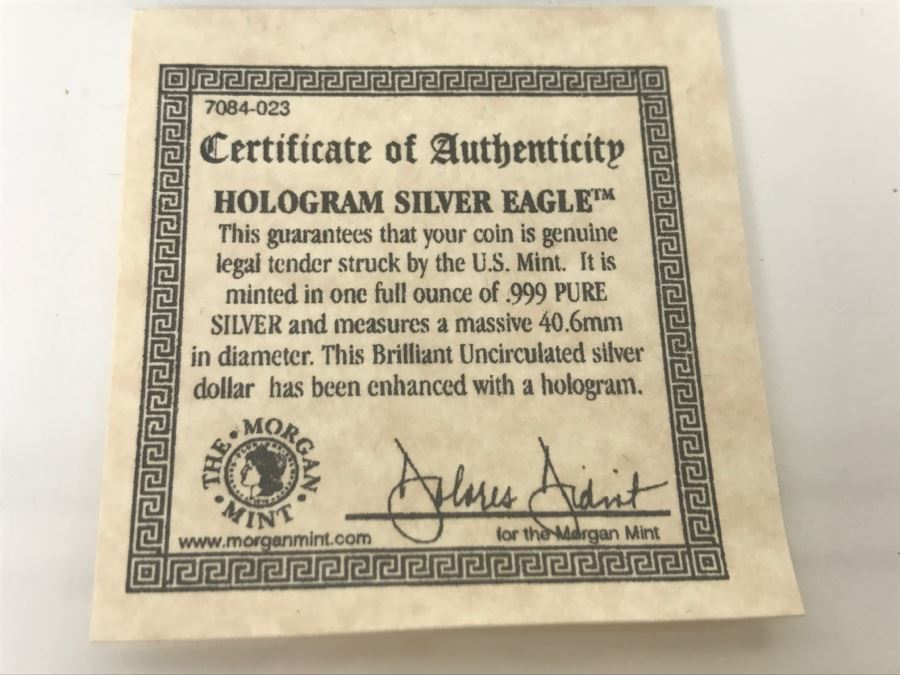 7084-023
Certificate of Authenticity
HOLOGRAM SILVER EAGLE™
This guarantees that your coin is genuine
legal tender struck by the U.S. Mint. It is
minted in one full ounce of .999 PURE
SILVER and measures a massive 40.6mm
in diameter. This Brilliant Uncirculated silver
dollar has been enhanced with a hologram.
THE • MORGAN • MINT •
Dolores
www.morganmint.com
for the Morgan Mint